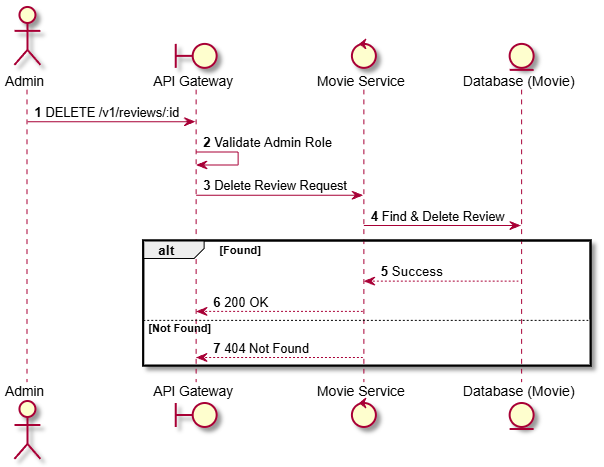 Admin
API Gateway
Movie Service
Database (Movie)
1 DELETE /v1/reviews/:id
2 Validate Admin Role
3 Delete Review Request
4 Find & Delete Review
alt [Found]
5 Success
6 200 OK
[Not Found]
7 404 Not Found
Admin
API Gateway
Movie Service
Database (Movie)